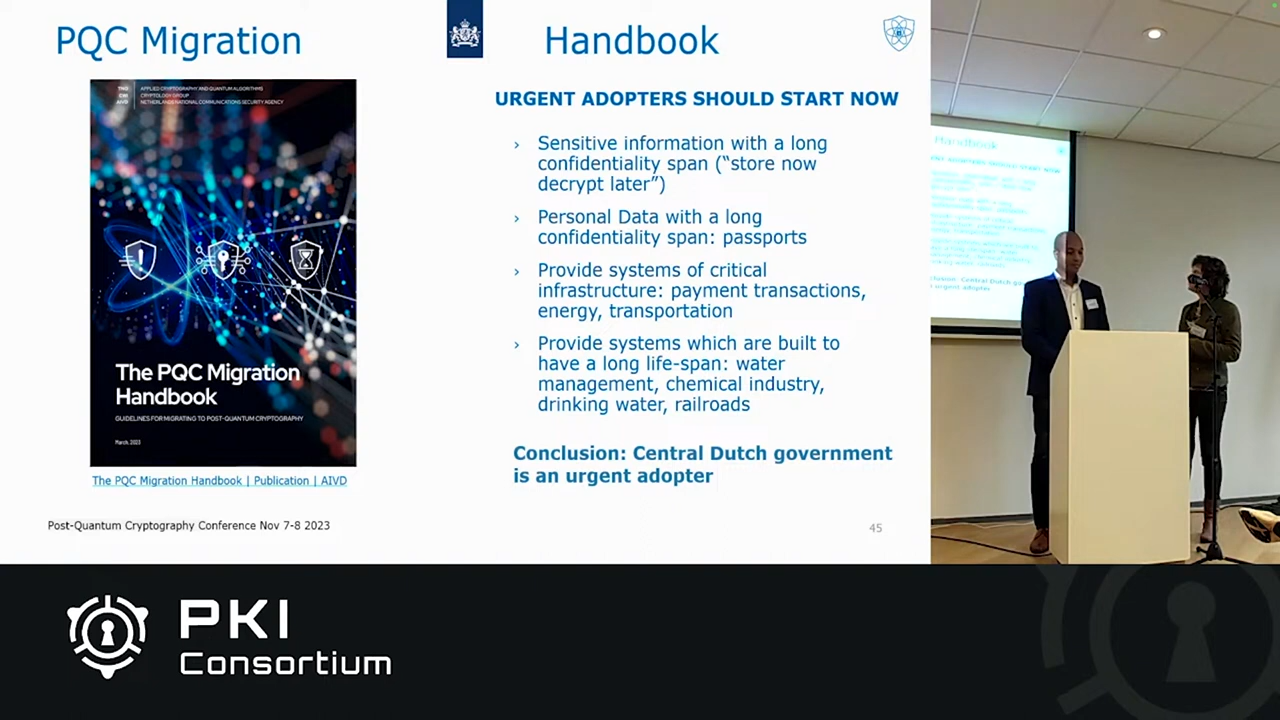 PQC Migration
Handbook
TNO
CWI
AIVD
APPLIED CRYPTOGRAPHY AND QUANTUM ALGORITHMS
CRYPTOLOGY GROUP
NETHERLANDS NATIONAL COMMUNICATIONS SECURITY AGENCY
The PQC Migration
Handbook
GUIDELINES FOR MIGRATING TO POST-QUANTUM CRYPTOGRAPHY
March, 2023
The PQC Migration Handbook | Publication | AIVD
URGENT ADOPTERS SHOULD START NOW
› Sensitive information with a long
confidentiality span (“store now
decrypt later”)
› Personal Data with a long
confidentiality span: passports
› Provide systems of critical
infrastructure: payment transactions,
energy, transportation
› Provide systems which are built to
have a long life-span: water
management, chemical industry,
drinking water, railroads
Conclusion: Central Dutch government
is an urgent adopter
Post-Quantum Cryptography Conference Nov 7-8 2023
45
Handbook
PKI
Consortium